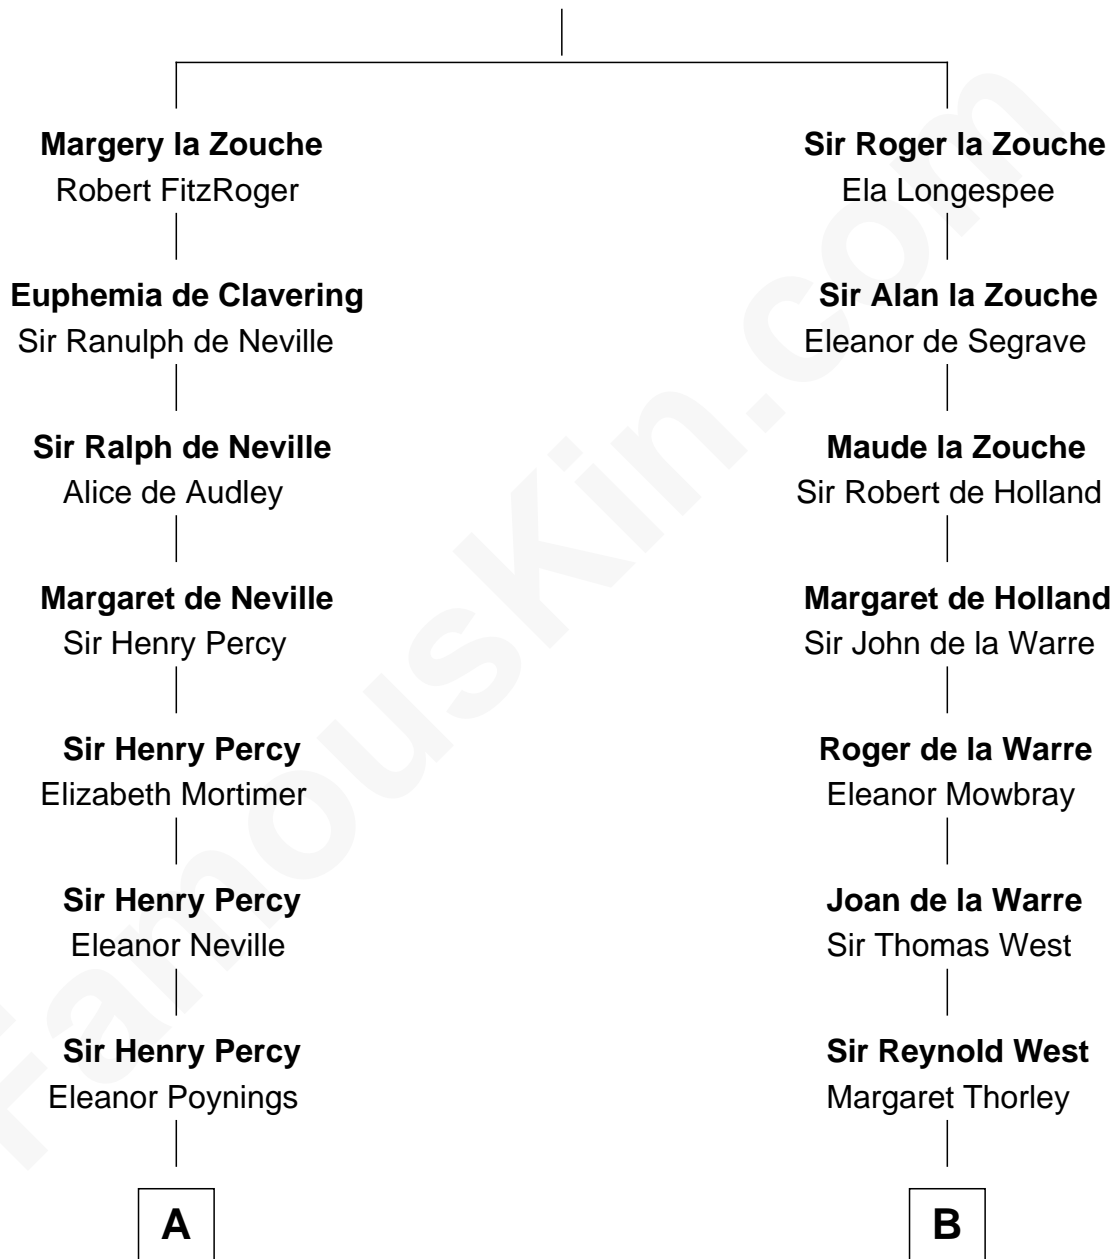 Margery la Zouche
Robert FitzRoger
Sir Roger la Zouche
Ela Longespee
Euphemia de Clavering
Sir Ranulph de Neville
Sir Alan la Zouche
Eleanor de Segrave
Sir Ralph de Neville
Alice de Audley
Maude la Zouche
Sir Robert de Holland
Margaret de Neville
Sir Henry Percy
Margaret de Holland
Sir John de la Warre
Sir Henry Percy
Elizabeth Mortimer
Roger de la Warre
Eleanor Mowbray
Sir Henry Percy
Eleanor Neville
Joan de la Warre
Sir Thomas West
Sir Henry Percy
Eleanor Poynings
Sir Reynold West
Margaret Thorley
A
B
FamousKin.com